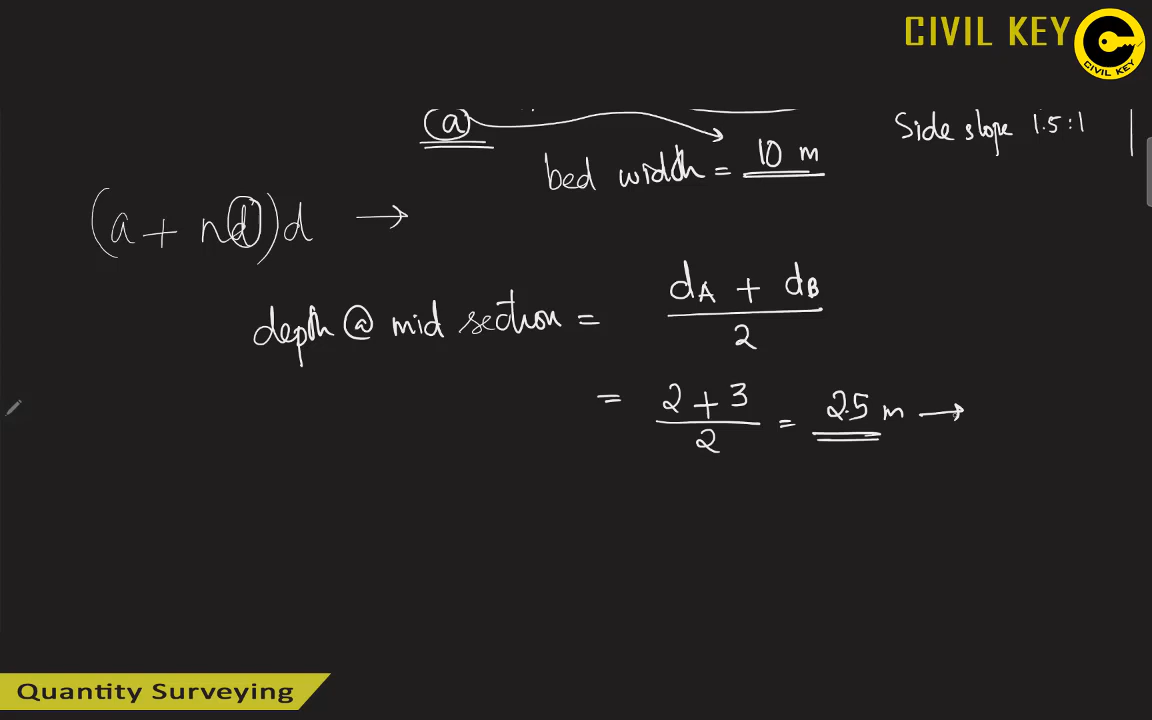 CIVIL KEY
CIVIL KEY
(a)
Side slope 1.5:1
bed width = 10 m
(a + nd)d →
depth @ mid section = dA + dB
2
= 2 + 3
2
= 2.5 m →
Quantity Surveying